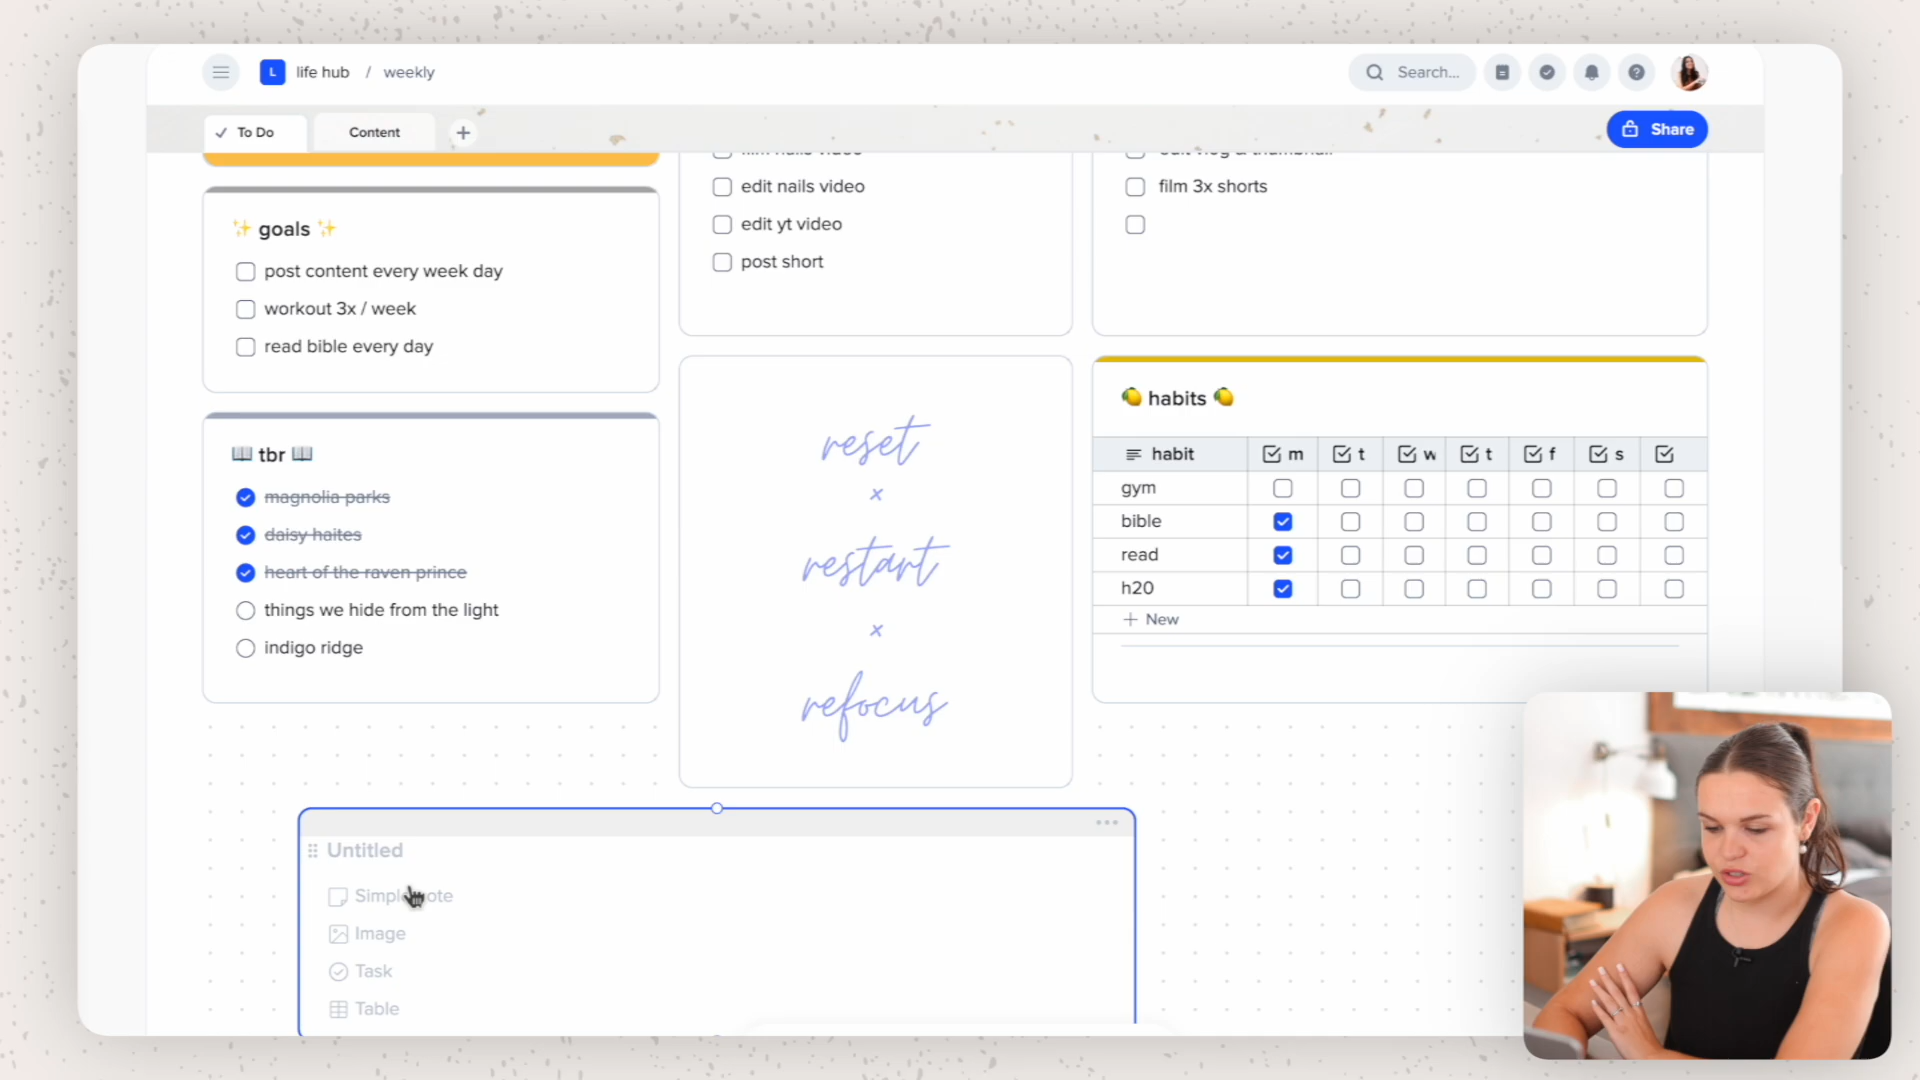 L life hub / weekly
Search...
To Do
Content
Share
edit nails video
edit yt video
post short
film 3x shorts
✨ goals ✨
post content every week day
workout 3x / week
read bible every day
📖 tbr 📖
magnolia parks
daisy haites
heart of the raven prince
things we hide from the light
indigo ridge
reset
x
restart
x
refocus
🍋 habits 🍋
habit m t w t f s
gym
bible
read
h20
+ New
Untitled
Image
Task
Table